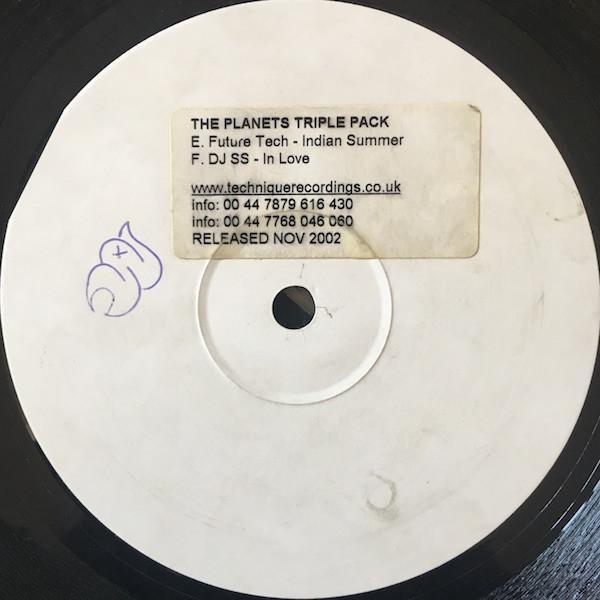 THE PLANETS TRIPLE PACK
E. Future Tech - Indian Summer
F. DJ SS - In Love
www.techniquerecordings.co.uk
info: 00 44 7879 616 430
info: 00 44 7768 046 060
RELEASED NOV 2002